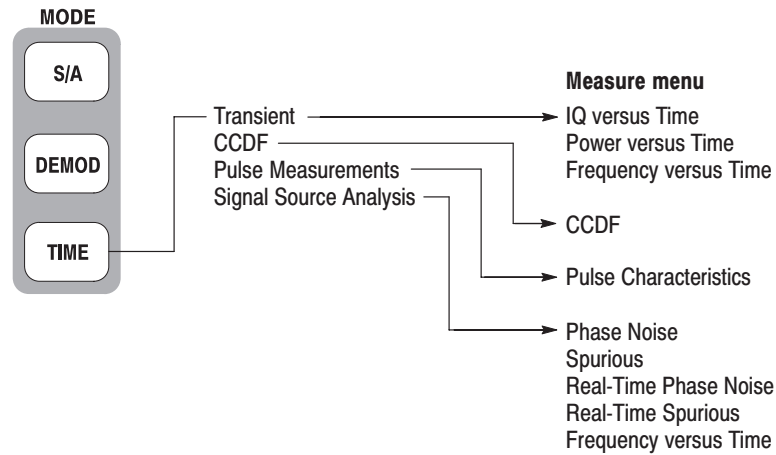 MODE
S/A
DEMOD
TIME
Transient
CCDF
Pulse Measurements
Signal Source Analysis
Measure menu
IQ versus Time
Power versus Time
Frequency versus Time
CCDF
Pulse Characteristics
Phase Noise
Spurious
Real-Time Phase Noise
Real-Time Spurious
Frequency versus Time